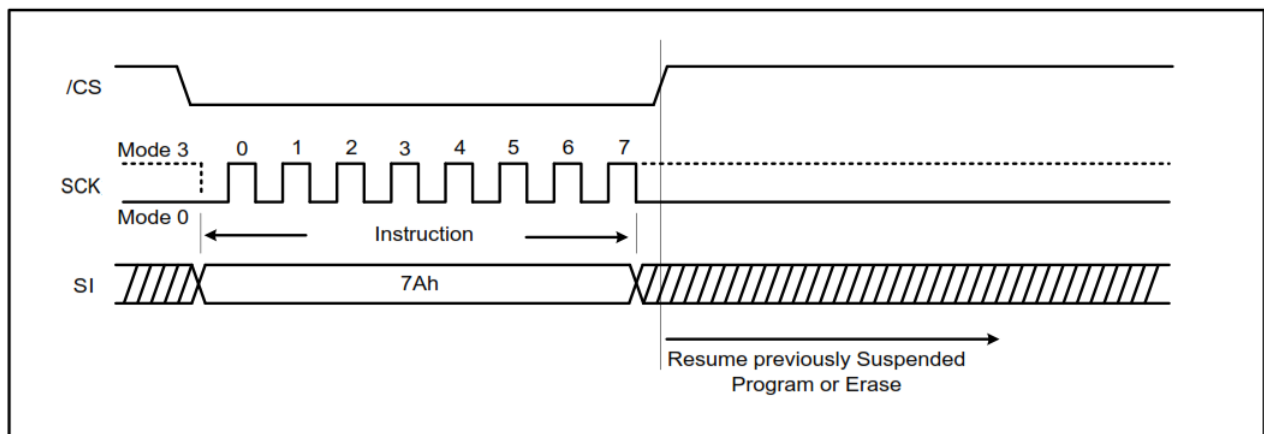 /CS
Mode 3 0 1 2 3 4 5 6 7
SCK
Mode 0
Instruction
SI 7Ah
Resume previously Suspended
Program or Erase